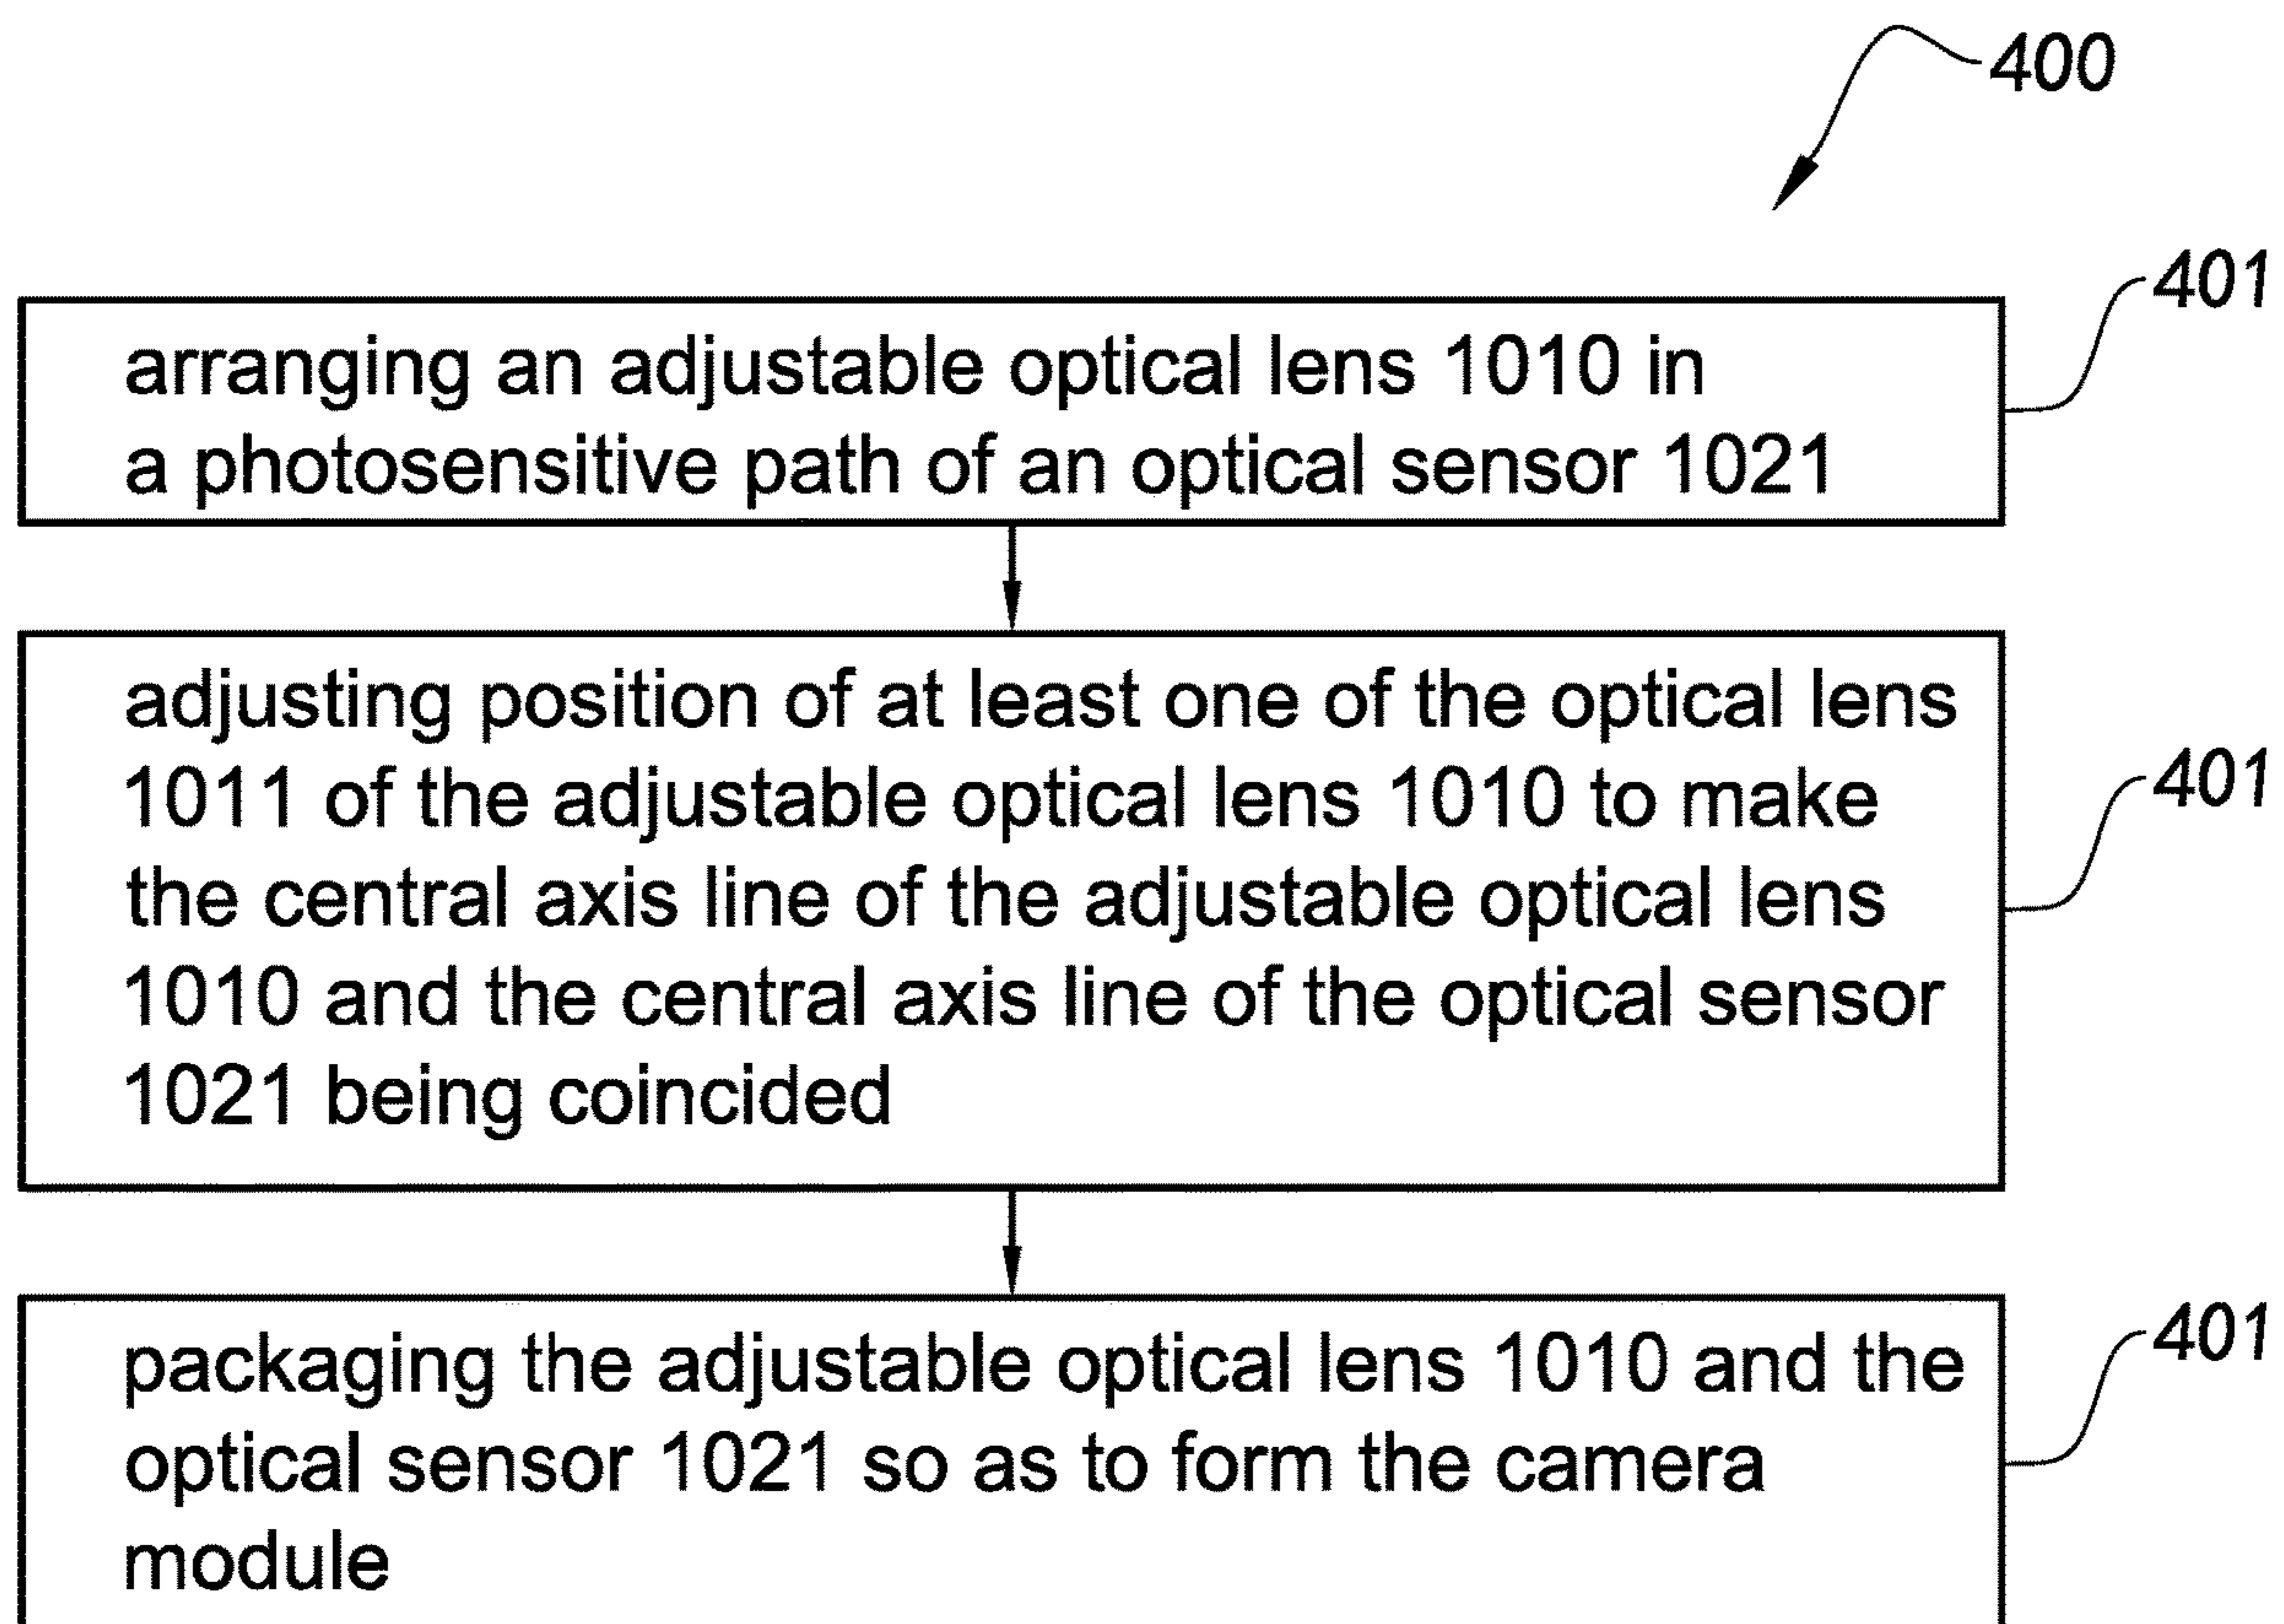 400
401
arranging an adjustable optical lens 1010 in
a photosensitive path of an optical sensor 1021
401
adjusting position of at least one of the optical lens
1011 of the adjustable optical lens 1010 to make
the central axis line of the adjustable optical lens
1010 and the central axis line of the optical sensor
1021 being coincided
401
packaging the adjustable optical lens 1010 and the
optical sensor 1021 so as to form the camera
module